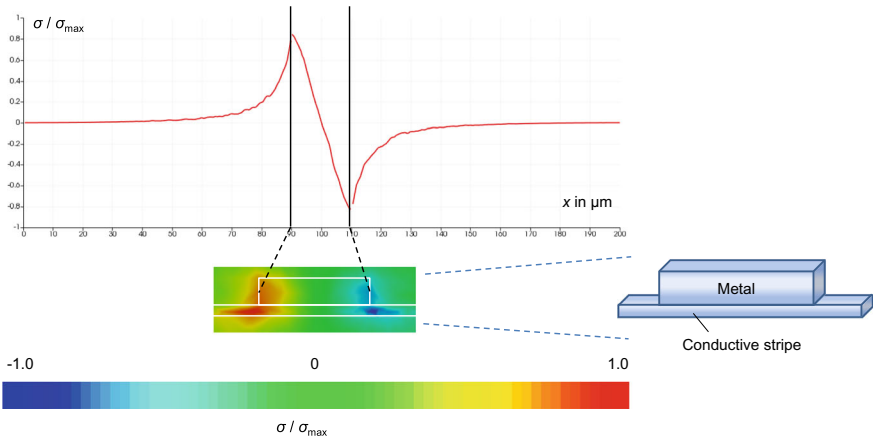 σ / σmax
1
0.8
0.6
0.4
0.2
0
-0.2
-0.4
-0.6
-0.8
-1
x in µm
0 10 20 30 40 50 60 70 80 90 100 110 120 130 140 150 160 170 180 190 200
Metal
Conductive stripe
-1.0 0 1.0
σ / σmax